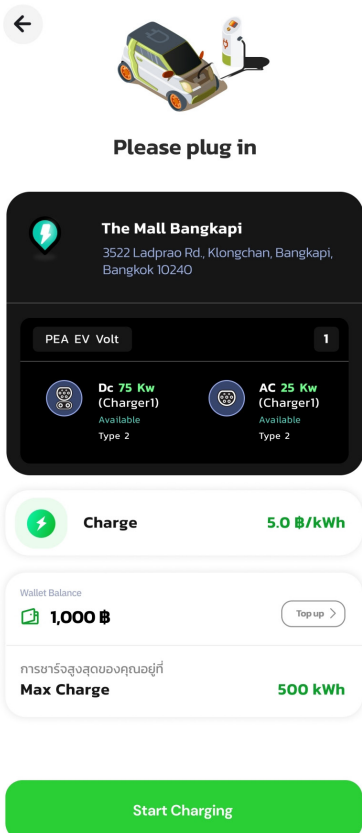 Please plug in
The Mall Bangkapi
3522 Ladprao Rd., Klongchan, Bangkapi,
Bangkok 10240
PEA EV Volt
1
Dc 75 Kw
(Charger1)
Available
Type 2
AC 25 Kw
(Charger1)
Available
Type 2
Charge
5.0 ฿/kWh
Wallet Balance
1,000 ฿
Top up
การชาร์จสูงสุดของคุณอยู่ที่
Max Charge
500 kWh
Start Charging